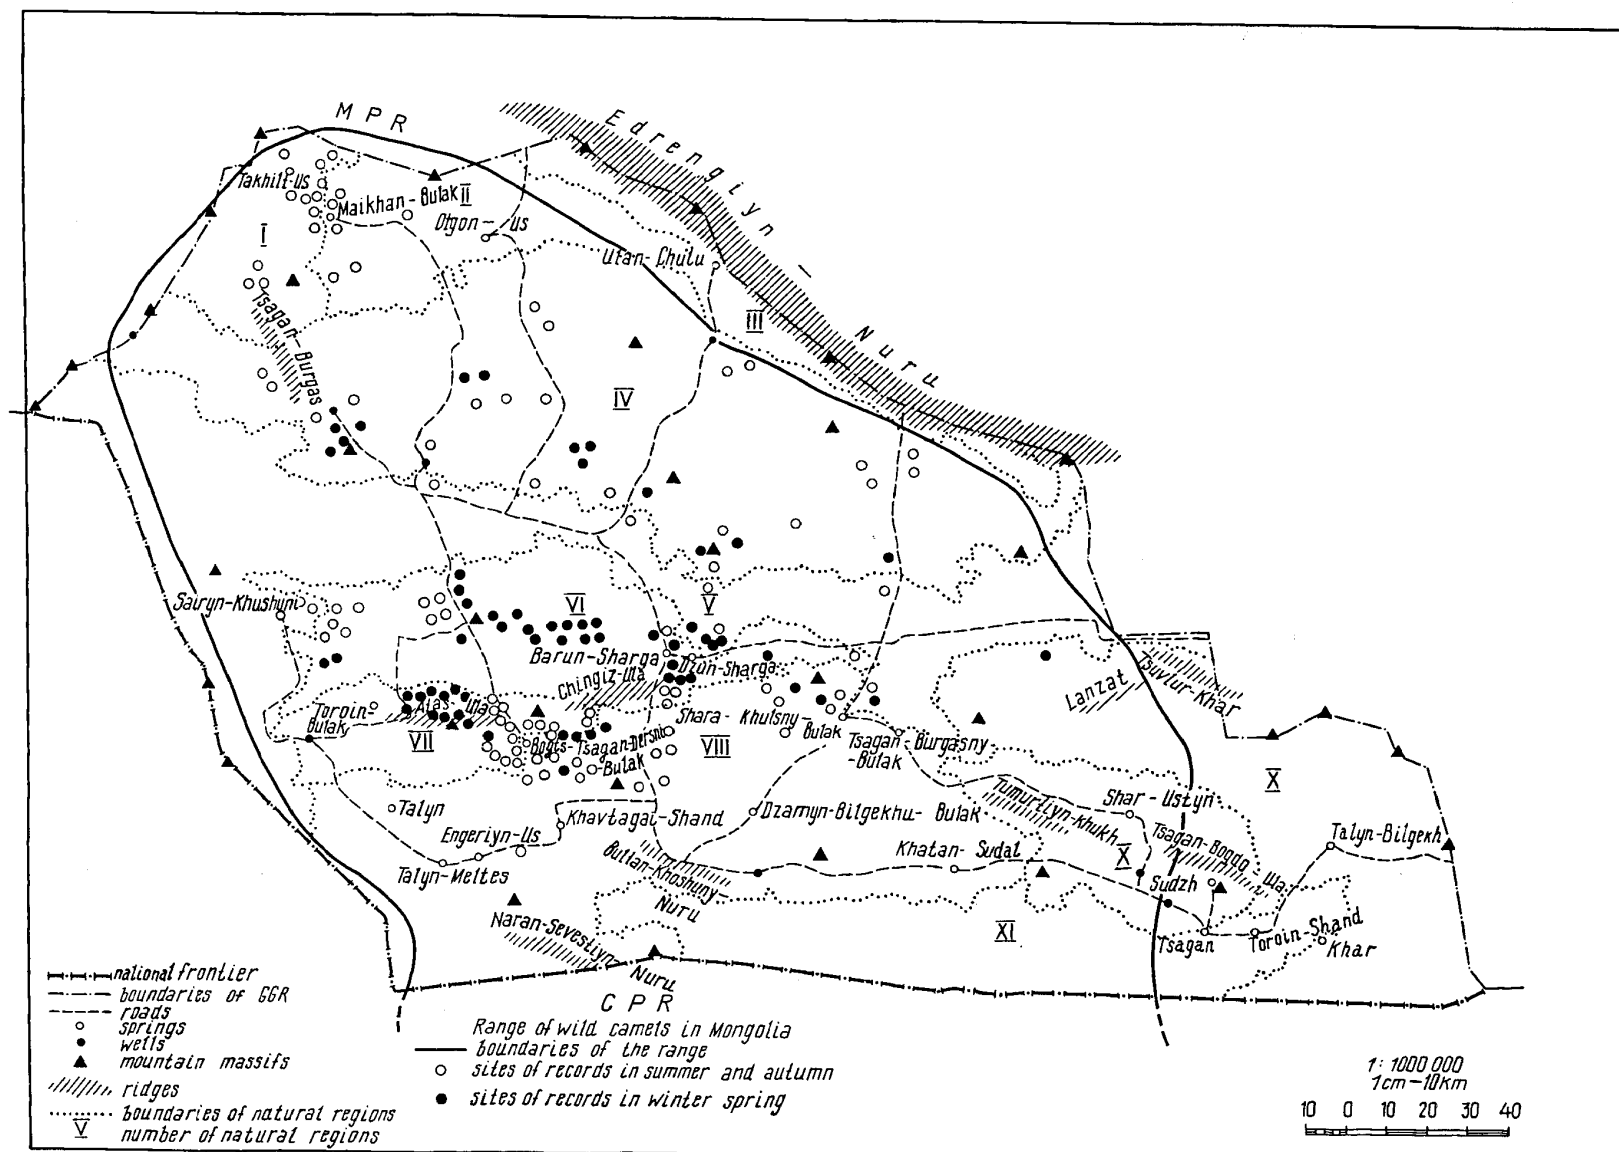 MPR
Edrengiyn-
Nuru
Takhilt-Us
Maikhan-Bulak II
Otgon-us
I
Utan-Chulu
III
Tsagan-Burgas
IV
Sairyn-Khushuni
VI
V
Barun-Sharga
Dzun-Sharga
Chingiz-Ula
Lanzat
Tsuvlur-Khar
Atas-Ula
Toroin-
Bulak
VII
Shara-Khulsny-
Bulak
VIII
Bogts-Tsagan-Dersni
-Bulak
Tsagan-Burgasny-
-Bulak
X
Talyn
Khavtagai-Shand
Dzamyn-Bilgekhu-Bulak
Tumurliyn-Khukh
Shar-Ustyn
Tsagan-Bogdo-Ula
Talyn-Bilgekh
Engeriyn-Us
Talyn-Meltes
Butlan-Khoshuny-
Nuru
Khatan-Sudal
X
Sudzh
Naran-Sevestiyn-
Nuru
XI
Tsagan
Toroin-Shand
Khar
CPR
national frontier
boundaries of GGR
roads
springs
wells
mountain massifs
ridges
boundaries of natural regions
V
number of natural regions
Range of wild camels in Mongolia
boundaries of the range
sites of records in summer and autumn
sites of records in winter spring
1:1000 000
1cm-10km
10 0 10 20 30 40